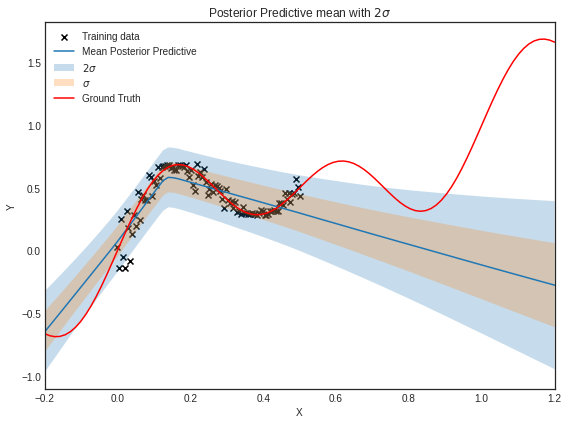 Posterior Predictive mean with 2σ
Training data
Mean Posterior Predictive
2σ
σ
Ground Truth
Y
1.5
1.0
0.5
0.0
−0.5
−1.0
−0.2 0.0 0.2 0.4 0.6 0.8 1.0 1.2
X